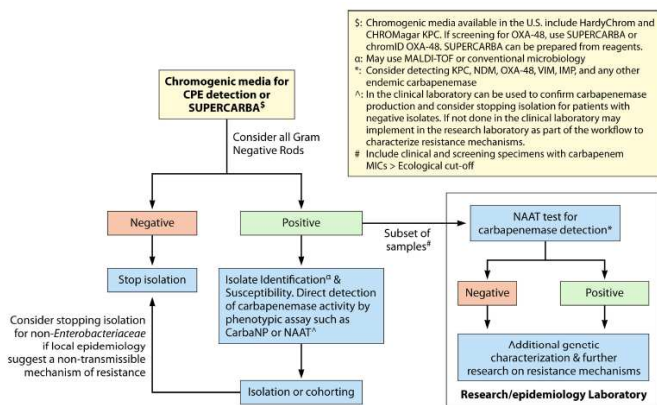 $: Chromogenic media available in the U.S. include HardyChrom and
CHROMagar KPC. If screening for OXA-48, use SUPERCARBA or
chromID OXA-48. SUPERCARBA can be prepared from reagents.
α: May use MALDI-TOF or conventional microbiology
*: Consider detecting KPC, NDM, OXA-48, VIM, IMP, and any other
endemic carbapenemase
^: In the clinical laboratory can be used to confirm carbapenemase
production and consider stopping isolation for patients with
negative isolates. If not done in the clinical laboratory may
implement in the research laboratory as part of the workflow to
characterize resistance mechanisms.
# Include clinical and screening specimens with carbapenem
MICs > Ecological cut-off
Chromogenic media for
CPE detection or
SUPERCARBA$
Consider all Gram
Negative Rods
Negative
Positive
Subset of
samples#
NAAT test for
carbapenemase detection*
Stop isolation
Isolate Identificationα &
Susceptibility. Direct detection
of carbapenemase activity by
phenotypic assay such as
CarbaNP or NAAT^
Negative
Positive
Consider stopping isolation
for non-Enterobacteriaceae
if local epidemiology
suggest a non-transmissible
mechanism of resistance
Additional genetic
characterization & further
research on resistance mechanisms
Isolation or cohorting
Research/epidemiology Laboratory